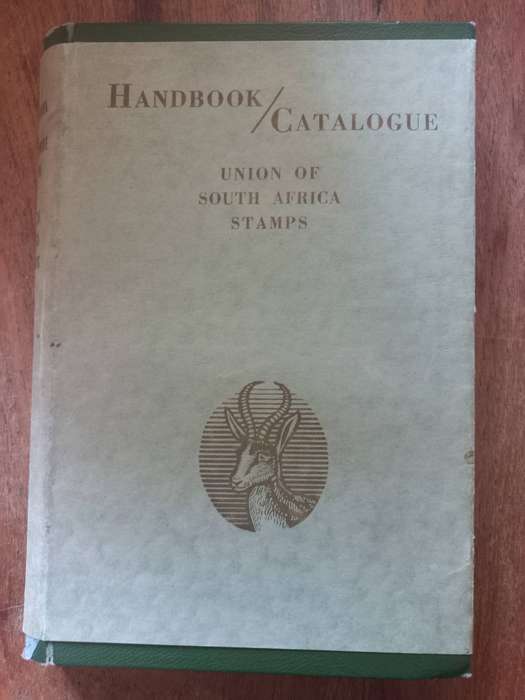 HANDBOOK/CATALOGUE
UNION OF
SOUTH AFRICA
STAMPS